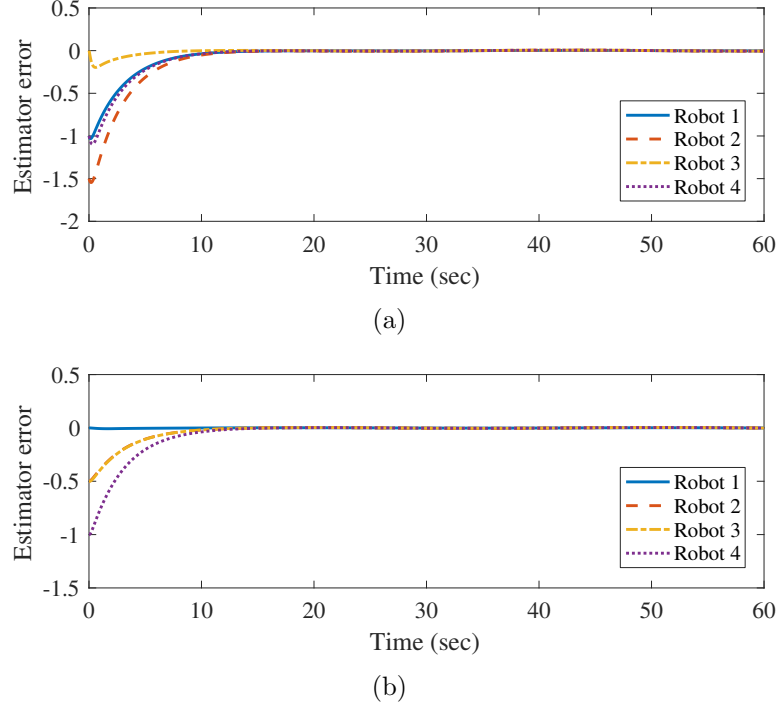 0.5
0
-0.5
-1
-1.5
-2
Estimator error
Robot 1
Robot 2
Robot 3
Robot 4
0 10 20 30 40 50 60
Time (sec)
(a)
0.5
0
-0.5
-1
-1.5
Estimator error
Robot 1
Robot 2
Robot 3
Robot 4
0 10 20 30 40 50 60
Time (sec)
(b)